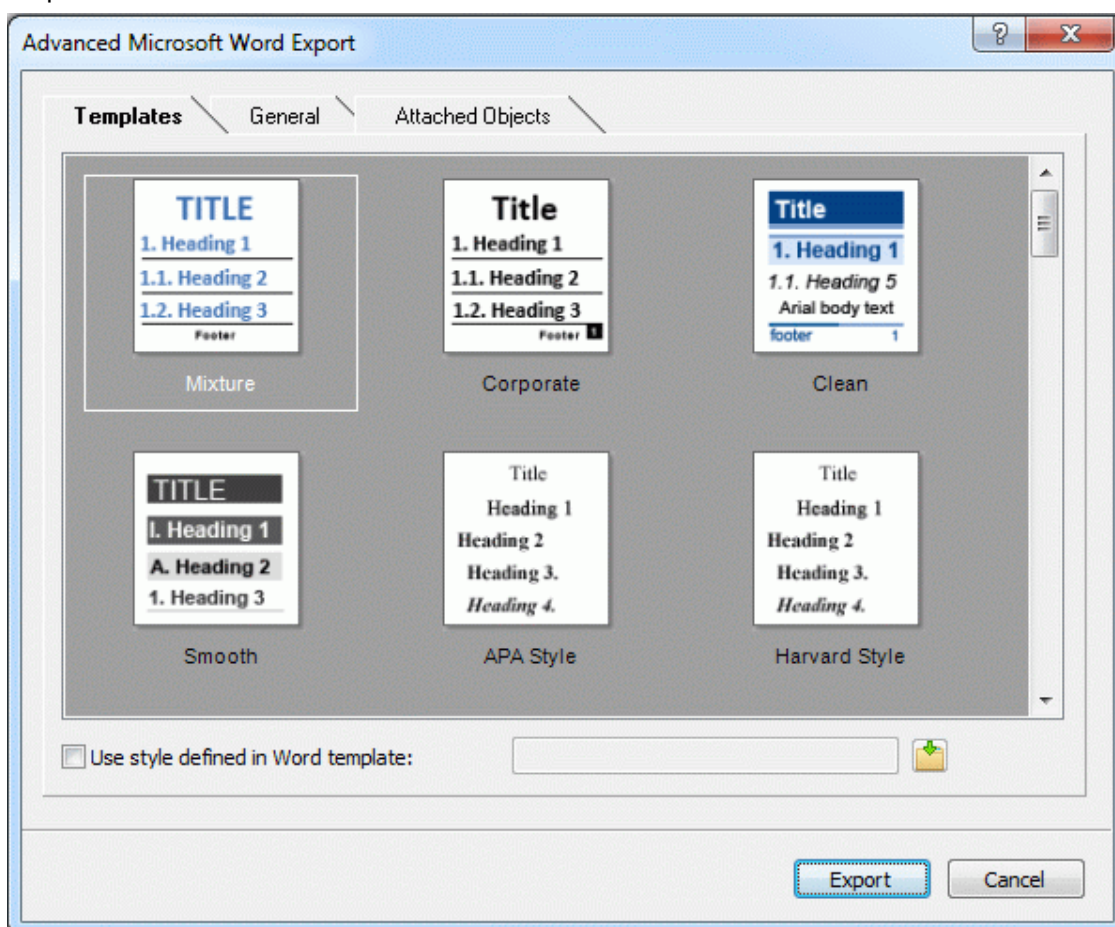 Advanced Microsoft Word Export
Templates General Attached Objects
TITLE
1. Heading 1
1.1. Heading 2
1.2. Heading 3
Footer
Mixture
Title
1. Heading 1
1.1. Heading 2
1.2. Heading 3
Footer 1
Corporate
Title
1. Heading 1
1.1. Heading 5
Arial body text
footer 1
Clean
TITLE
I. Heading 1
A. Heading 2
1. Heading 3
Smooth
Title
Heading 1
Heading 2
Heading 3.
Heading 4.
APA Style
Title
Heading 1
Heading 2
Heading 3.
Heading 4.
Harvard Style
Use style defined in Word template:
Export Cancel